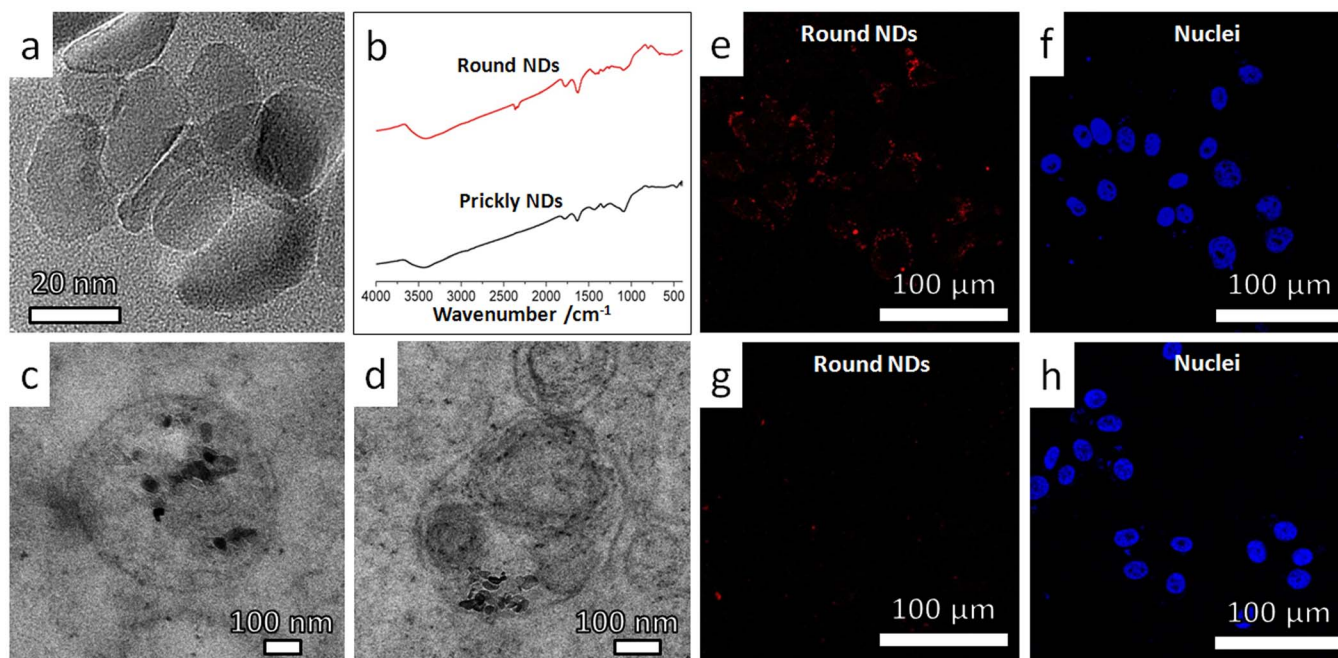 a
20 nm
b
Round NDs
Prickly NDs
4000 3500 3000 2500 2000 1500 1000 500
Wavenumber /cm⁻¹
e
Round NDs
100 µm
f
Nuclei
100 µm
c
100 nm
d
100 nm
g
Round NDs
100 µm
h
Nuclei
100 µm